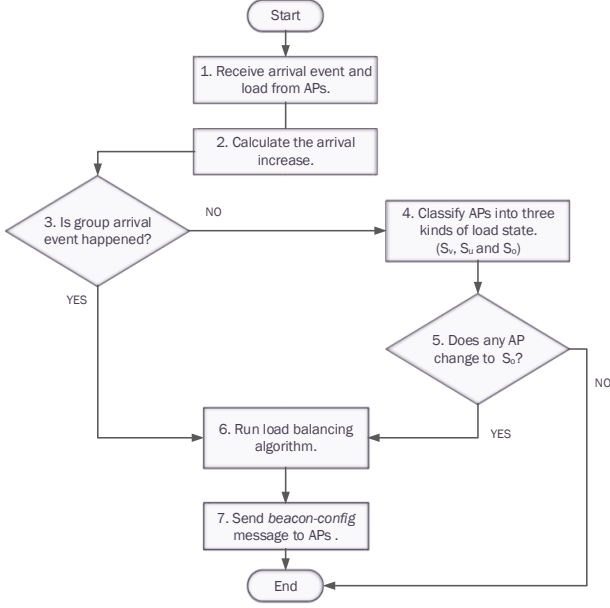 Start
1. Receive arrival event and
load from APs.
2. Calculate the arrival
increase.
3. Is group arrival
event happened?
NO
4. Classify APs into three
kinds of load state.
(Sᵥ, Sᵤ and Sₒ)
YES
5. Does any AP
change to Sₒ?
NO
6. Run load balancing
algorithm.
YES
7. Send beacon-config
message to APs .
End